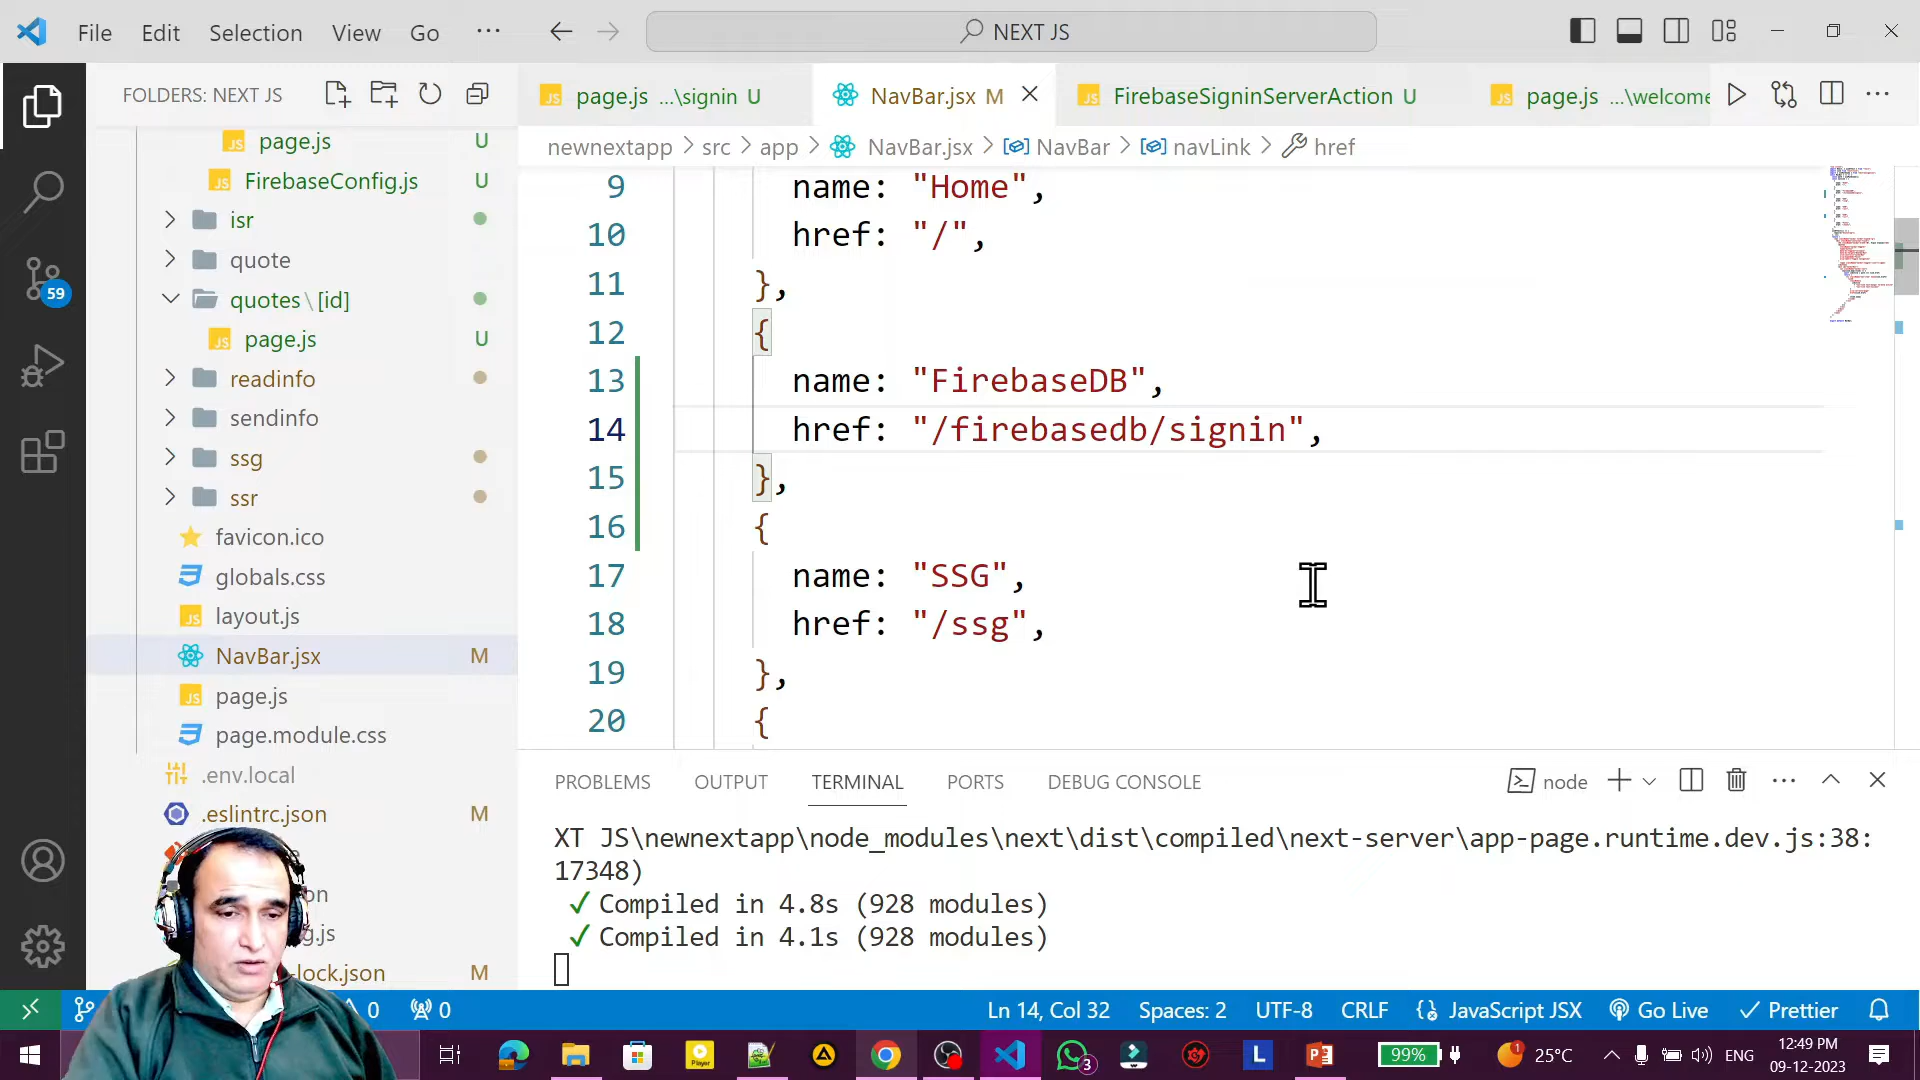 File Edit Selection View Go ··· NEXT JS
FOLDERS: NEXT JS
page.js ...\signin U
NavBar.jsx M
FirebaseSigninServerAction U
page.js ...\welcome
newnextapp > src > app > NavBar.jsx > NavBar > navLink > href
page.js U
FirebaseConfig.js U
isr
quote
quotes \ [id]
page.js U
readinfo
sendinfo
ssg
ssr
favicon.ico
globals.css
layout.js
NavBar.jsx M
page.js
page.module.css
.env.local
.eslintrc.json M
-lock.json M
59
9 name: "Home",
10 href: "/",
11 },
12 {
13 name: "FirebaseDB",
14 href: "/firebasedb/signin",
15 },
16 {
17 name: "SSG",
18 href: "/ssg",
19 },
20 {
PROBLEMS OUTPUT TERMINAL PORTS DEBUG CONSOLE node
XT JS\newnextapp\node_modules\next\dist\compiled\next-server\app-page.runtime.dev.js:38:
17348)
✓ Compiled in 4.8s (928 modules)
✓ Compiled in 4.1s (928 modules)
0 0 Ln 14, Col 32 Spaces: 2 UTF-8 CRLF JavaScript JSX Go Live Prettier
Player 3 L 99% 1 25°C ENG
12:49 PM
09-12-2023